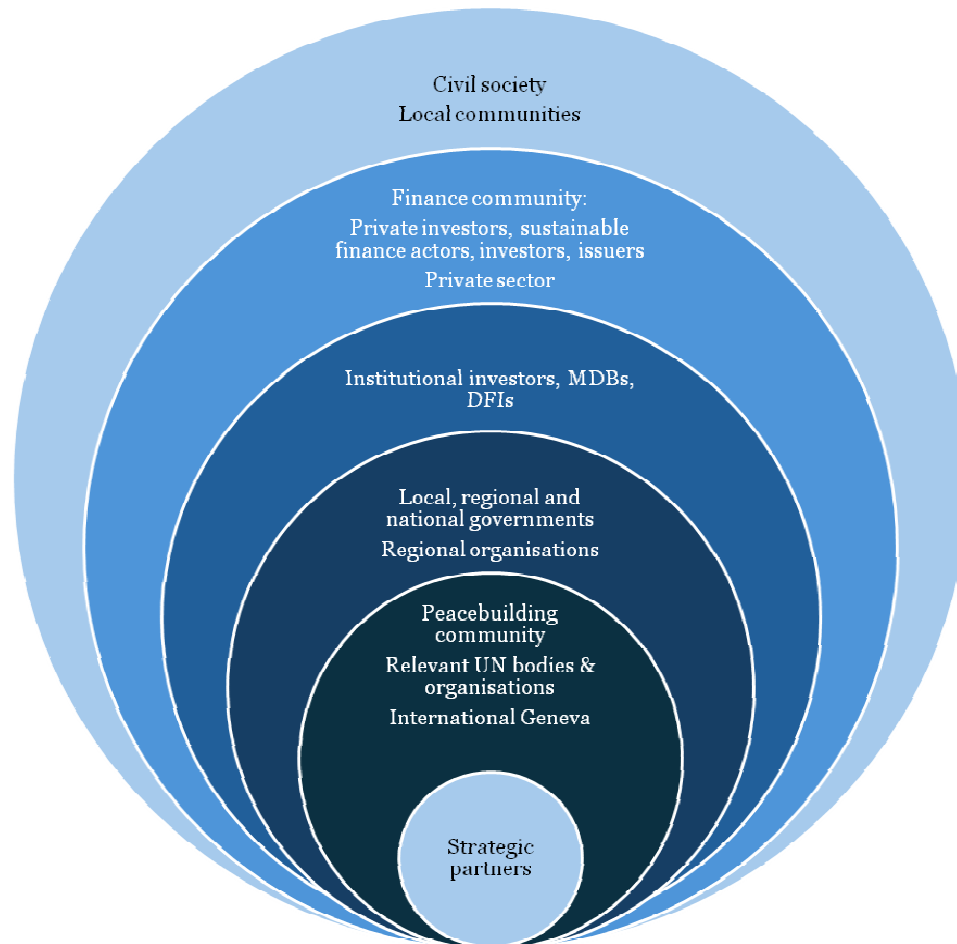 Civil society
Local communities
Finance community:
Private investors, sustainable
finance actors, investors, issuers
Private sector
Institutional investors, MDBs,
DFIs
Local, regional and
national governments
Regional organisations
Peacebuilding
community
Relevant UN bodies &
organisations
International Geneva
Strategic
partners